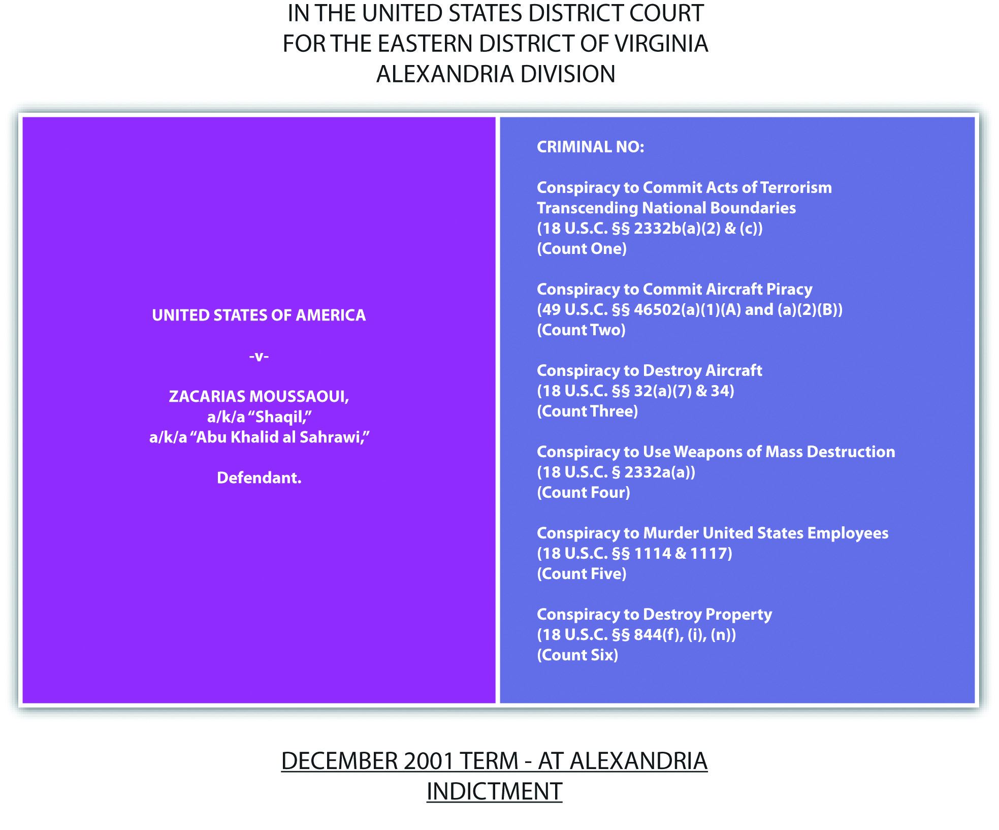 IN THE UNITED STATES DISTRICT COURT
FOR THE EASTERN DISTRICT OF VIRGINIA
ALEXANDRIA DIVISION
UNITED STATES OF AMERICA
-v-
ZACARIAS MOUSSAOUI,
a/k/a “Shaqil,”
a/k/a “Abu Khalid al Sahrawi,”
Defendant.
CRIMINAL NO:
Conspiracy to Commit Acts of Terrorism
Transcending National Boundaries
(18 U.S.C. §§ 2332b(a)(2) & (c))
(Count One)
Conspiracy to Commit Aircraft Piracy
(49 U.S.C. §§ 46502(a)(1)(A) and (a)(2)(B))
(Count Two)
Conspiracy to Destroy Aircraft
(18 U.S.C. §§ 32(a)(7) & 34)
(Count Three)
Conspiracy to Use Weapons of Mass Destruction
(18 U.S.C. § 2332a(a))
(Count Four)
Conspiracy to Murder United States Employees
(18 U.S.C. §§ 1114 & 1117)
(Count Five)
Conspiracy to Destroy Property
(18 U.S.C. §§ 844(f), (i), (n))
(Count Six)
DECEMBER 2001 TERM - AT ALEXANDRIA
INDICTMENT